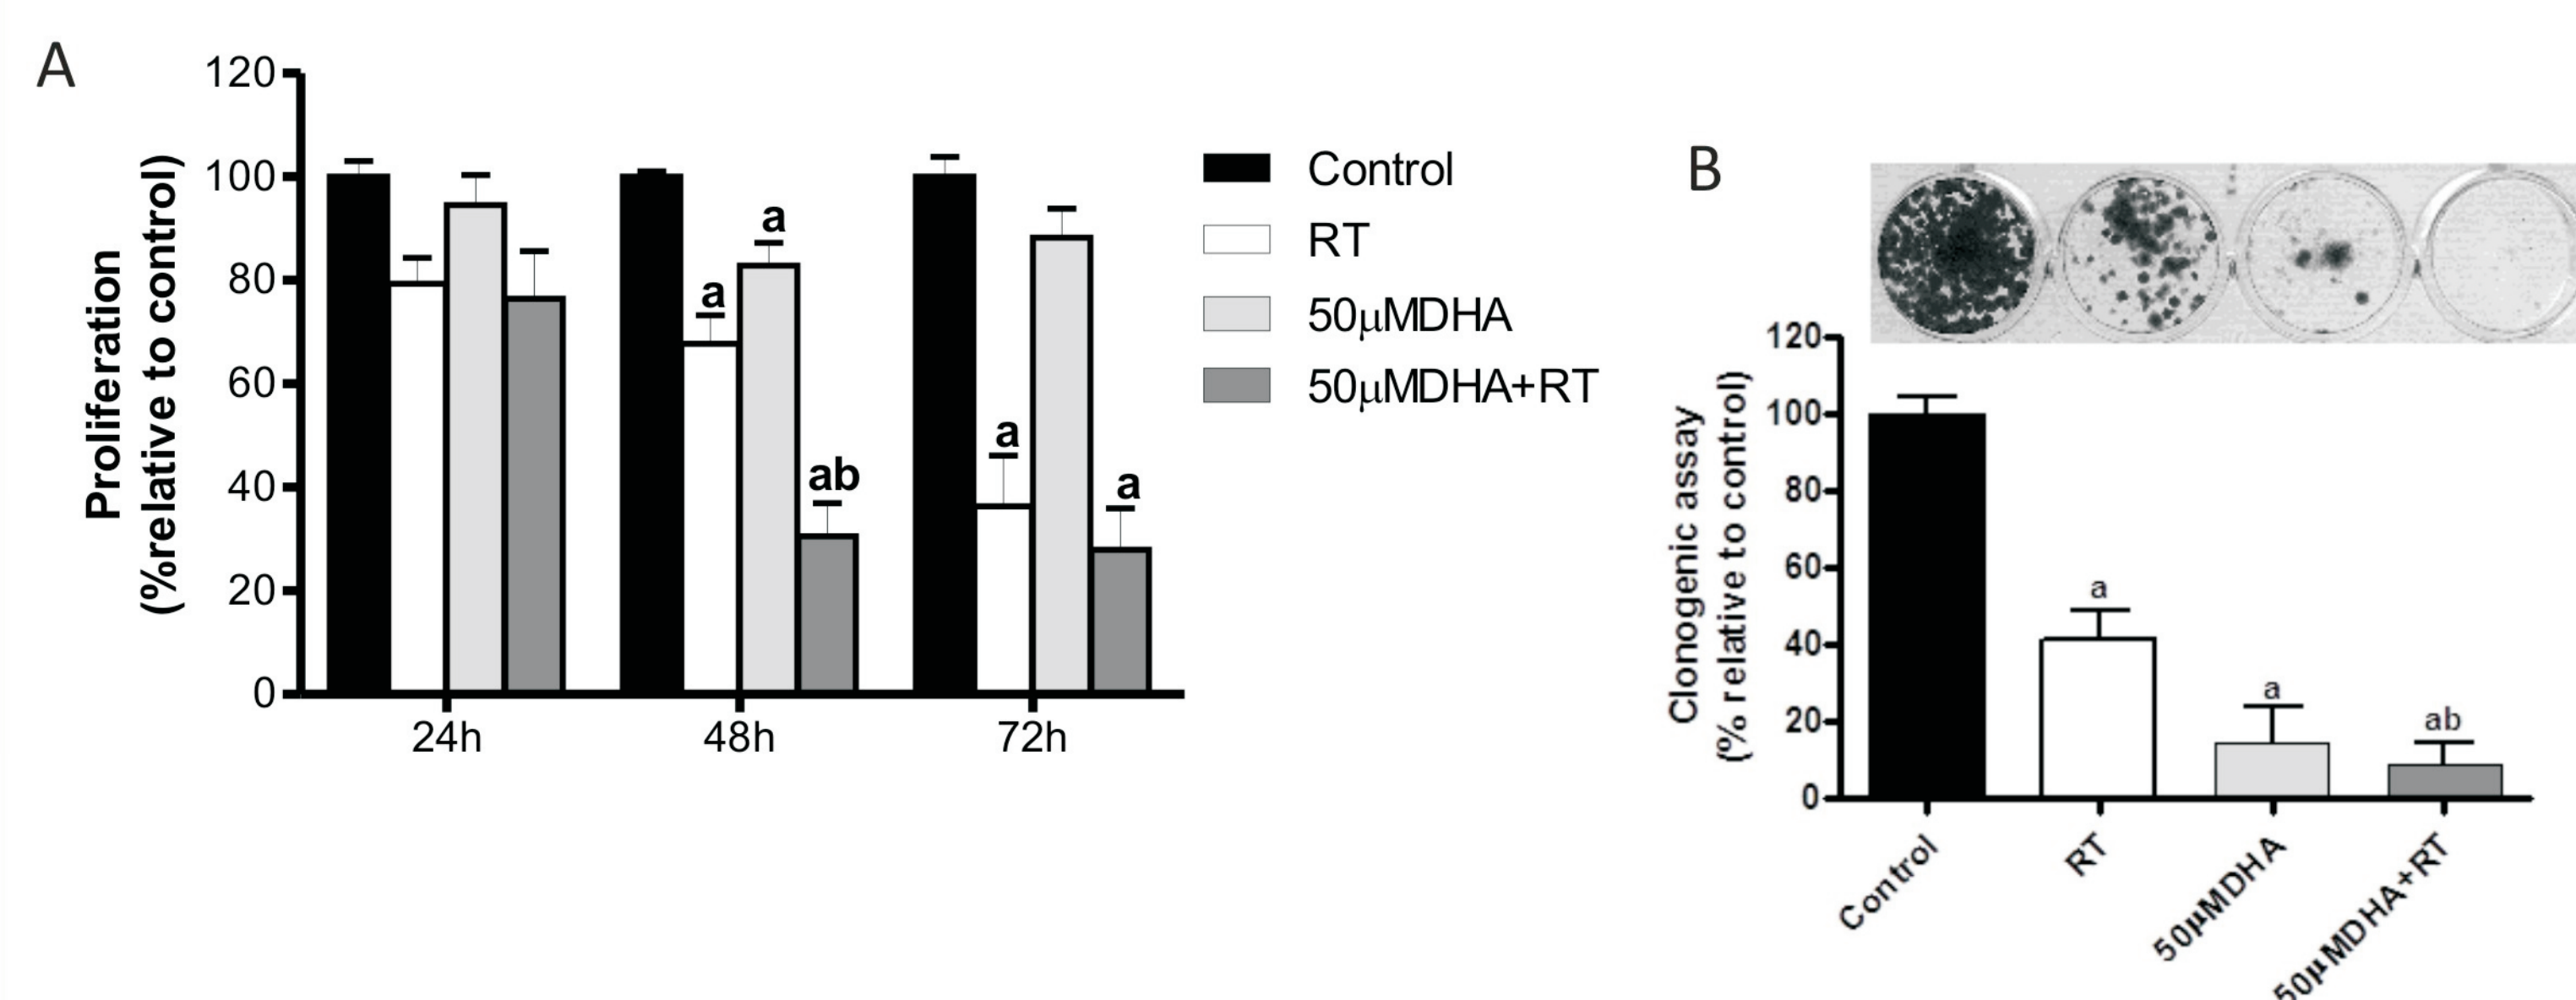 A
120
100
80
60
40
20
0
Proliferation
(%relative to control)
a
a
ab
a
a
24h
48h
72h
Control
RT
50μMDHA
50μMDHA+RT
B
120
100
80
60
40
20
0
Clonogenic assay
(% relative to control)
a
a
ab
Control
RT
50μMDHA
50μMDHA+RT